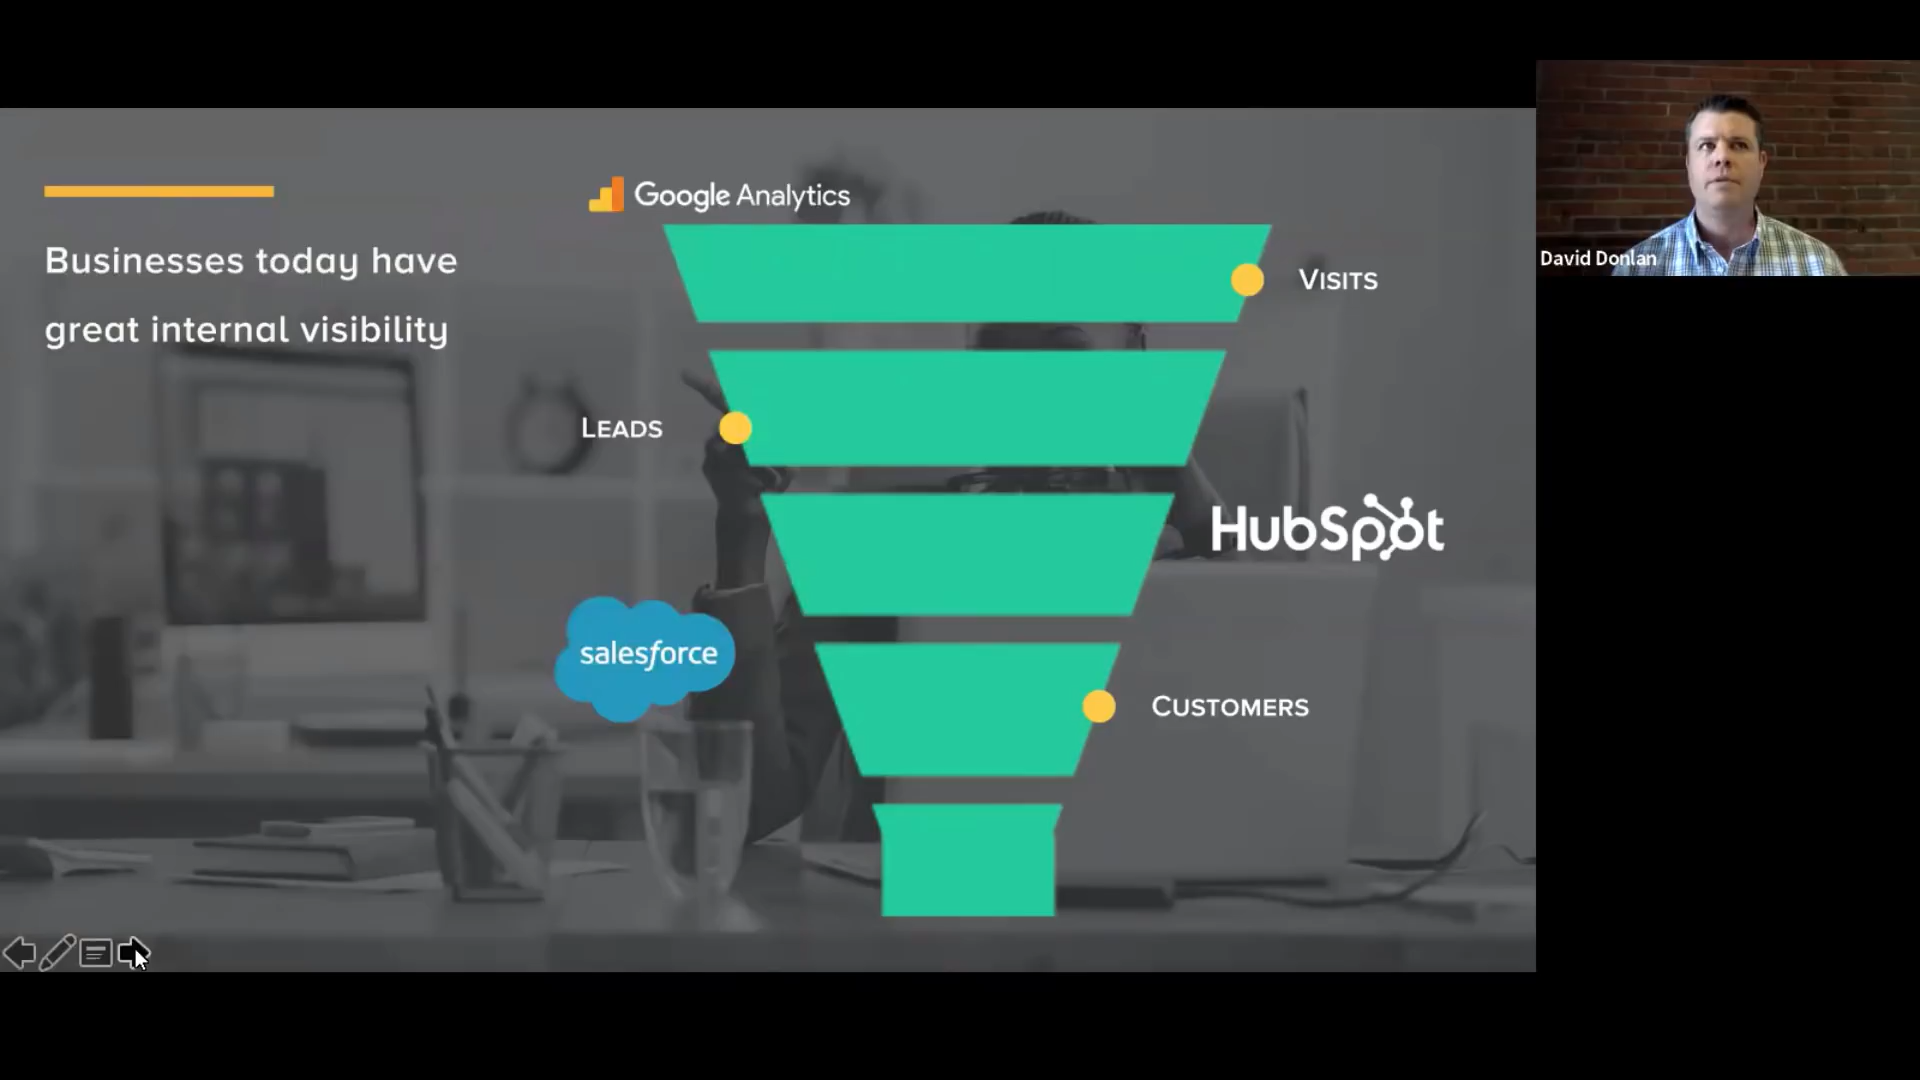 Businesses today have
great internal visibility
Google Analytics
VISITS
LEADS
HubSpot
salesforce
CUSTOMERS
David Donlan